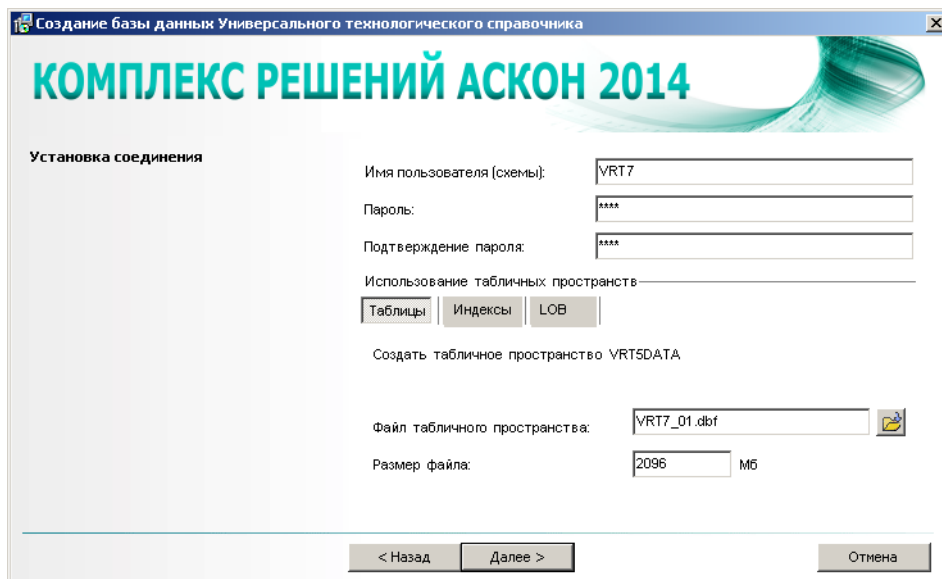 Создание базы данных Универсального технологического справочника
КОМПЛЕКС РЕШЕНИЙ АСКОН 2014
Установка соединения
Имя пользователя (схемы): VRT7
Пароль: ****
Подтверждение пароля: ****
Использование табличных пространств
Таблицы Индексы LOB
Создать табличное пространство VRT5DATA
Файл табличного пространства: VRT7_01.dbf
Размер файла: 2096 Мб
< Назад Далее > Отмена